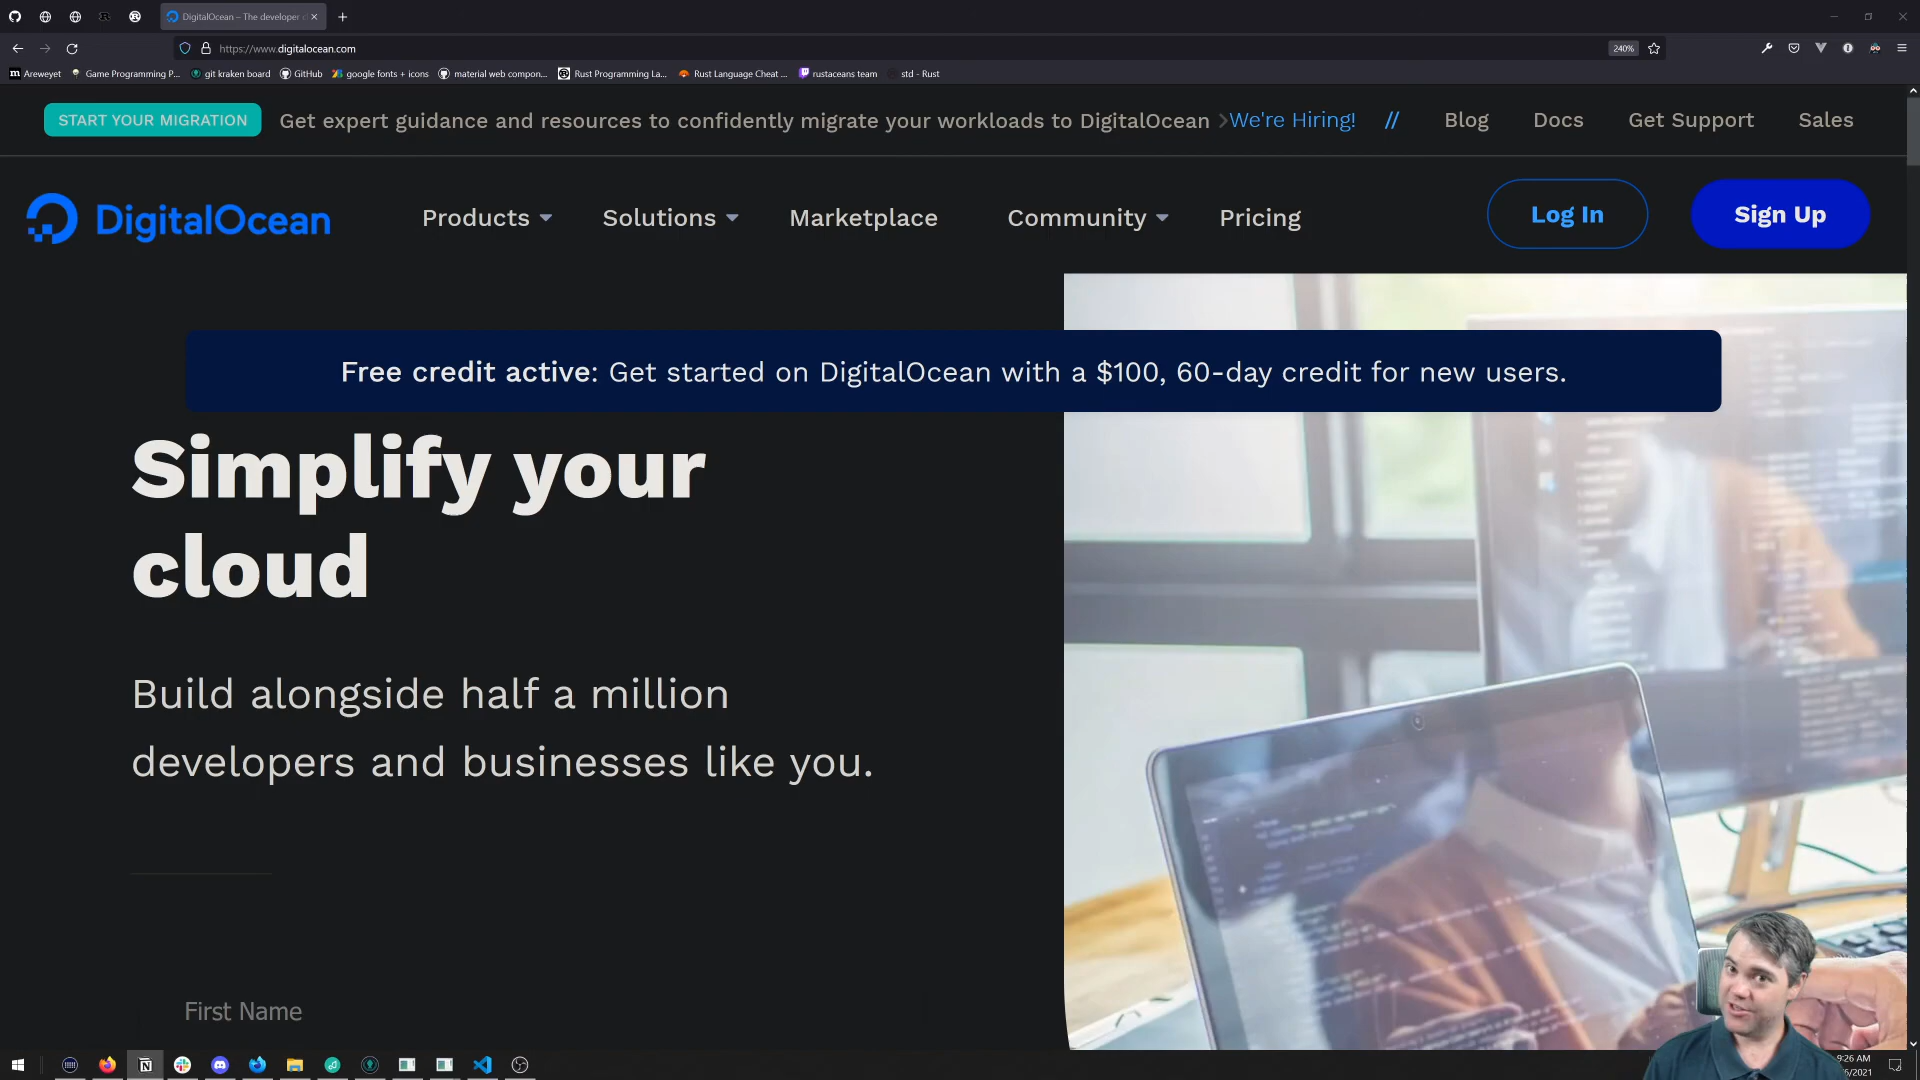 DigitalOcean – The developer c
https://www.digitalocean.com
240%
Areweyet
Game Programming P...
git kraken board
GitHub
google fonts + icons
material web compon...
Rust Programming La...
Rust Language Cheat ...
rustaceans team
std - Rust
START YOUR MIGRATION
Get expert guidance and resources to confidently migrate your workloads to DigitalOcean
We're Hiring!
//
Blog
Docs
Get Support
Sales
DigitalOcean
Products
Solutions
Marketplace
Community
Pricing
Log In
Sign Up
Free credit active: Get started on DigitalOcean with a $100, 60-day credit for new users.
Simplify your
cloud
Build alongside half a million
developers and businesses like you.
First Name
9:26 AM
/2021